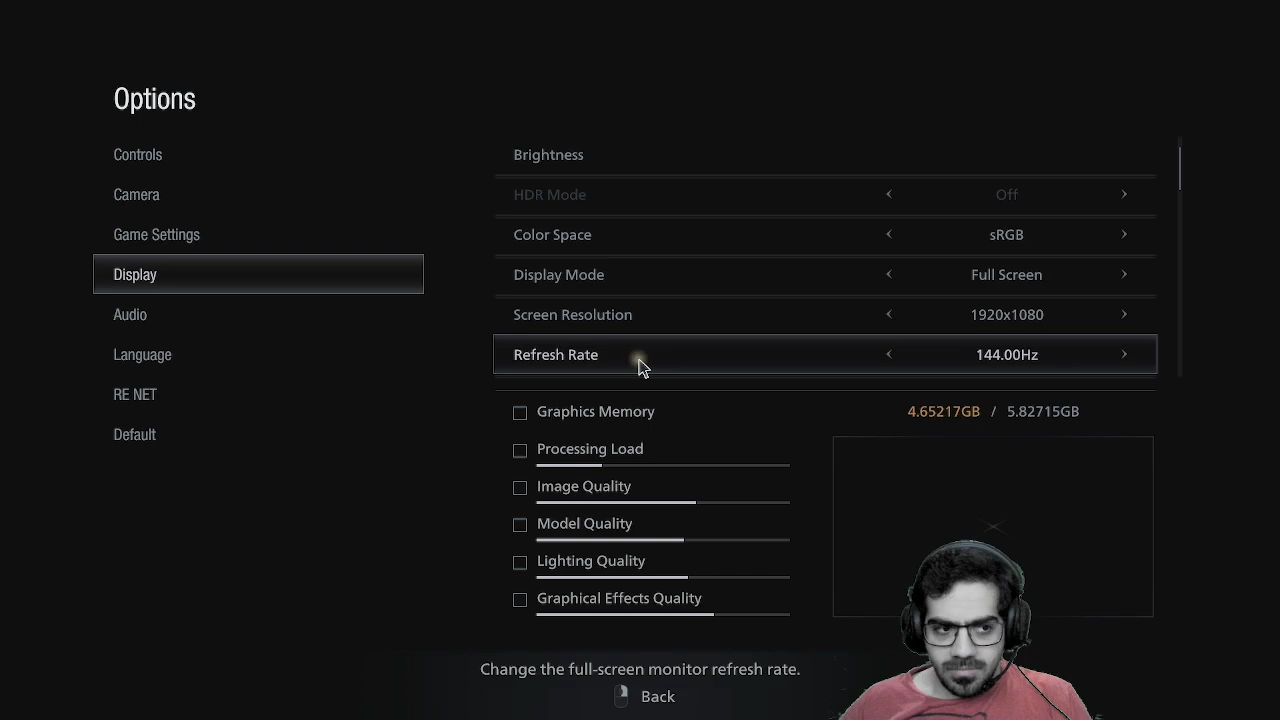 Options
Controls
Camera
Game Settings
Display
Audio
Language
RE NET
Default
Brightness
HDR Mode Off
Color Space sRGB
Display Mode Full Screen
Screen Resolution 1920x1080
Refresh Rate 144.00Hz
Graphics Memory 4.65217GB / 5.82715GB
Processing Load
Image Quality
Model Quality
Lighting Quality
Graphical Effects Quality
Change the full-screen monitor refresh rate.
Back